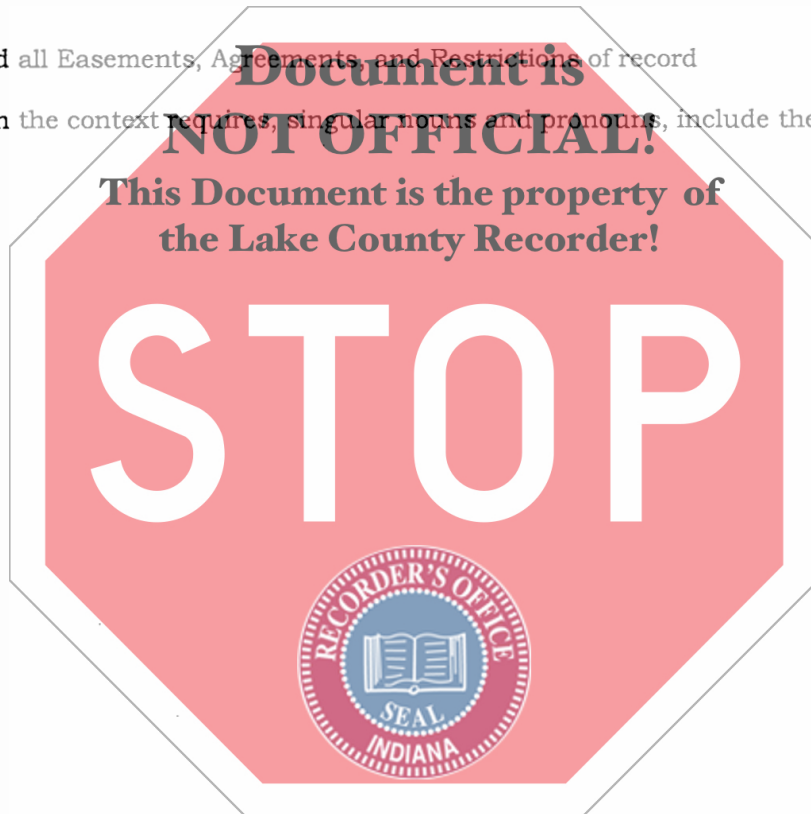 d all Easements, Agreements, and Restrictions of record
Document is
n the context requires, singular nouns and pronouns, include the
NOT OFFICIAL!
This Document is the property of
the Lake County Recorder!
STOP
RECORDER'S OFFICE
SEAL
INDIANA